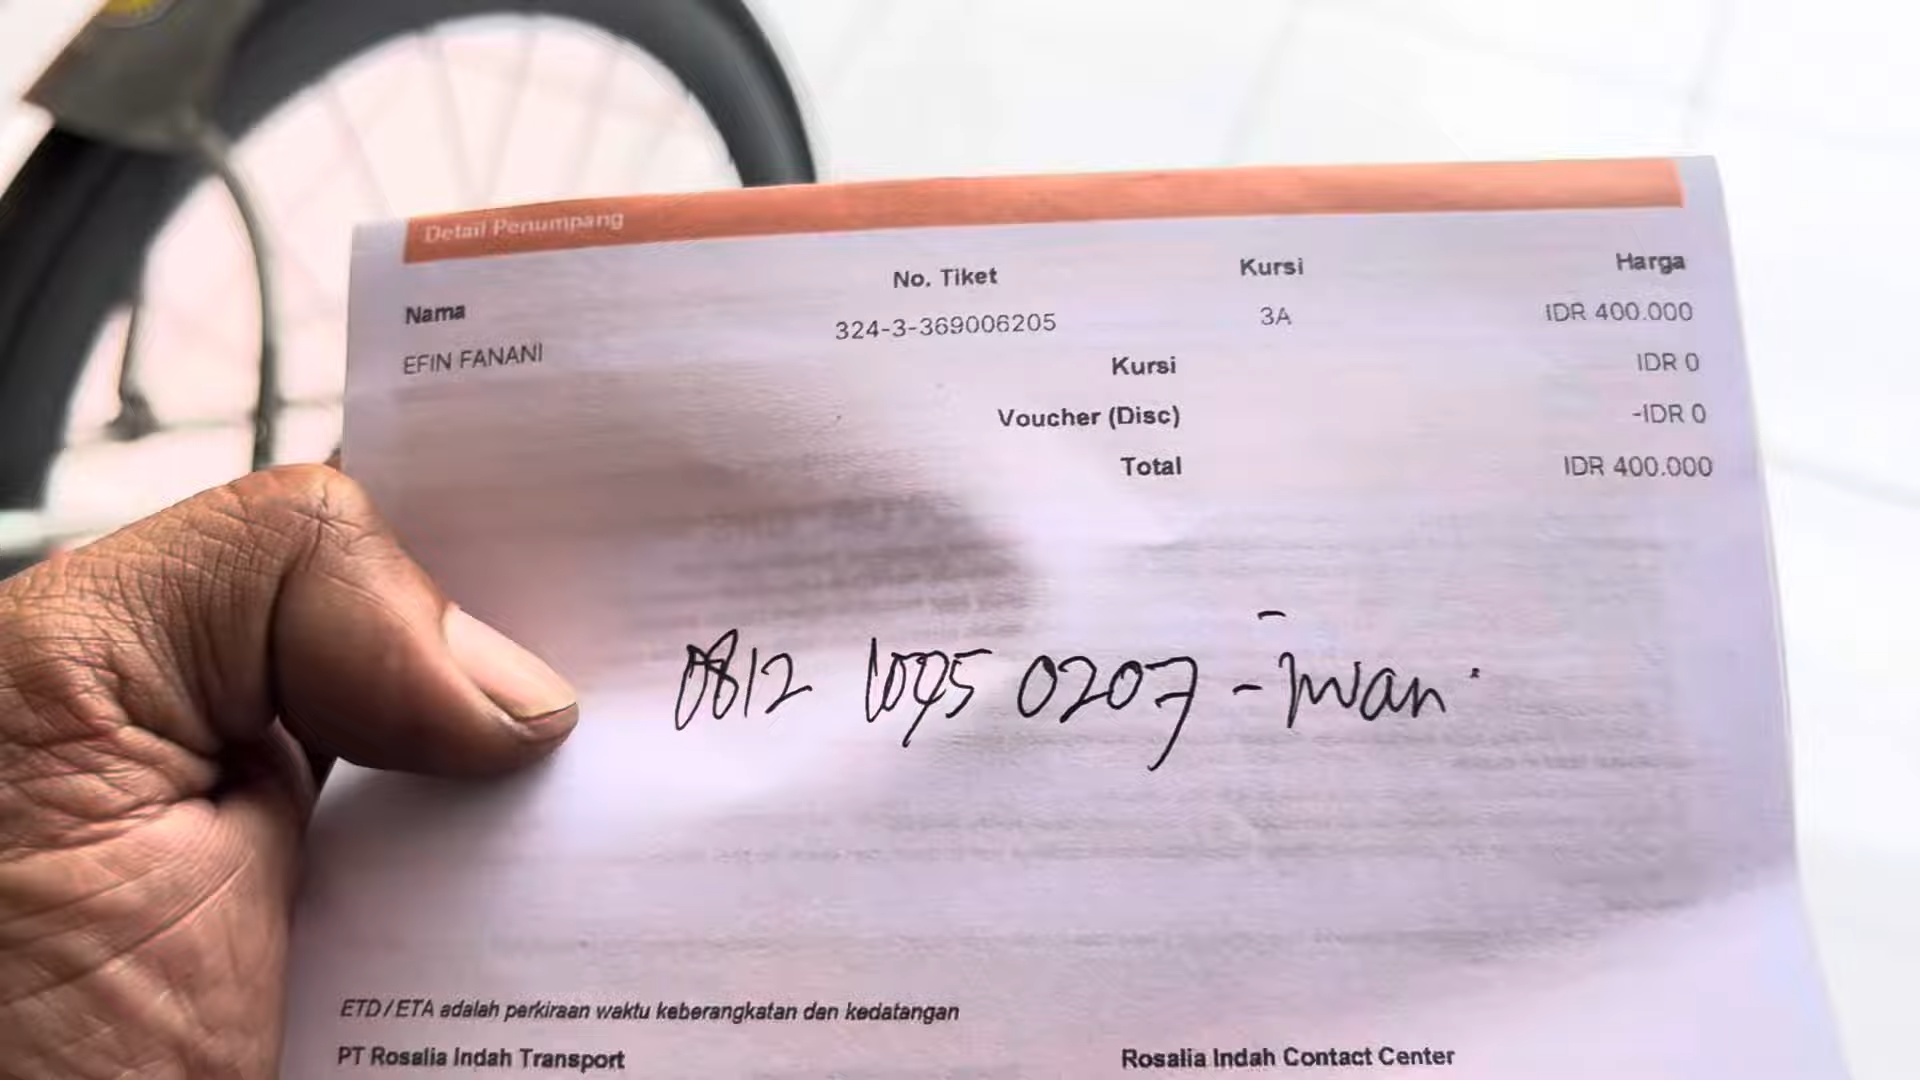 Detail Penumpang
Nama No. Tiket Kursi Harga
EFIN FANANI 324-3-369006205 3A IDR 400.000
Kursi IDR 0
Voucher (Disc) -IDR 0
Total IDR 400.000
0812 1095 0207 - Iwan
ETD/ETA adalah perkiraan waktu keberangkatan dan kedatangan
PT Rosalia Indah Transport Rosalia Indah Contact Center